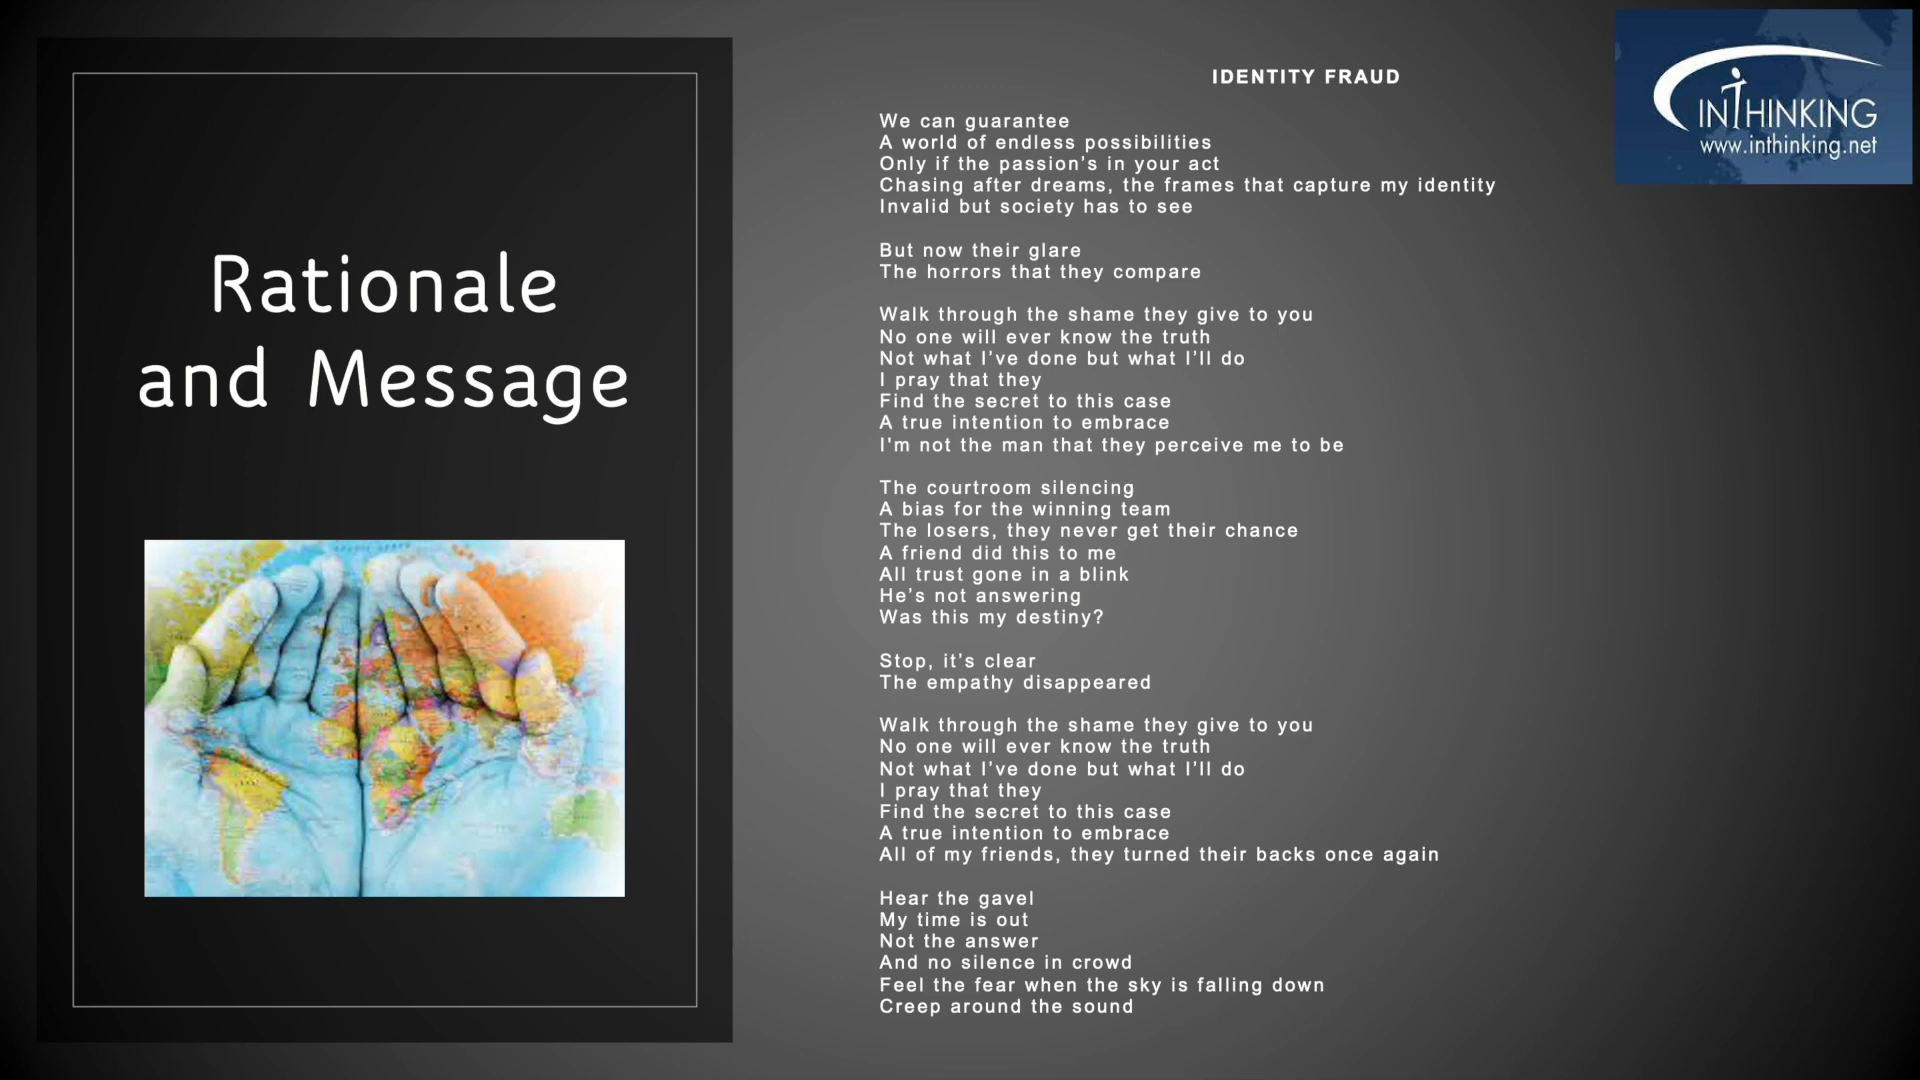 Rationale
and Message
IDENTITY FRAUD
We can guarantee
A world of endless possibilities
Only if the passion’s in your act
Chasing after dreams, the frames that capture my identity
Invalid but society has to see
But now their glare
The horrors that they compare
Walk through the shame they give to you
No one will ever know the truth
Not what I’ve done but what I’ll do
I pray that they
Find the secret to this case
A true intention to embrace
I'm not the man that they perceive me to be
The courtroom silencing
A bias for the winning team
The losers, they never get their chance
A friend did this to me
All trust gone in a blink
He’s not answering
Was this my destiny?
Stop, it’s clear
The empathy disappeared
Walk through the shame they give to you
No one will ever know the truth
Not what I’ve done but what I’ll do
I pray that they
Find the secret to this case
A true intention to embrace
All of my friends, they turned their backs once again
Hear the gavel
My time is out
Not the answer
And no silence in crowd
Feel the fear when the sky is falling down
Creep around the sound
INTHINKING
www.inthinking.net